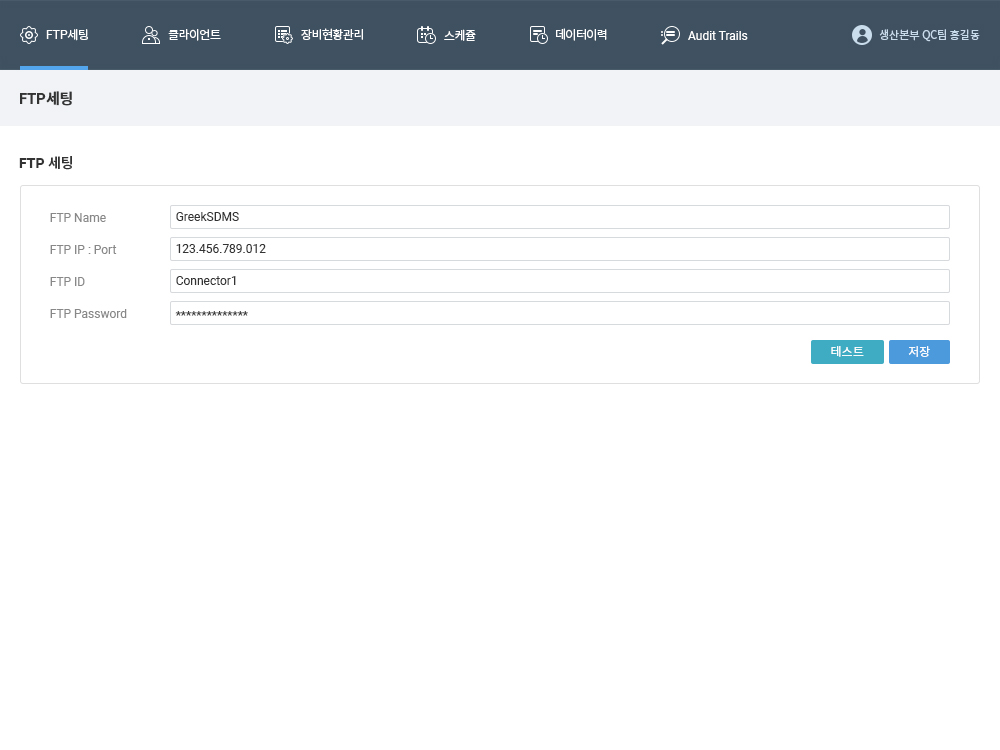 FTP세팅 클라이언트 장비현황관리 스케쥴 데이터이력 Audit Trails 생산본부 QC팀 홍길동
FTP세팅
FTP 세팅
FTP Name GreekSDMS
FTP IP : Port 123.456.789.012
FTP ID Connector1
FTP Password **************
테스트 저장